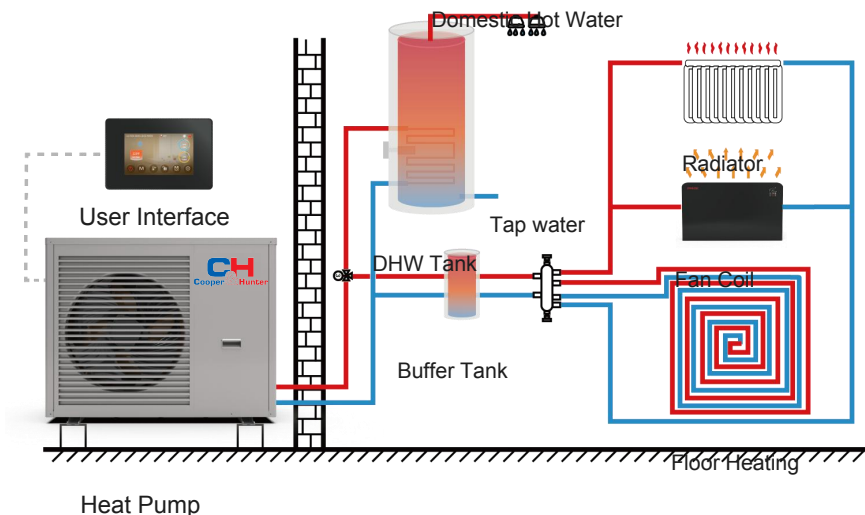 Domestic Hot Water
Radiator
User Interface
Tap water
CH
Cooper Hunter
DHW Tank
Fan Coil
Buffer Tank
Floor Heating
Heat Pump